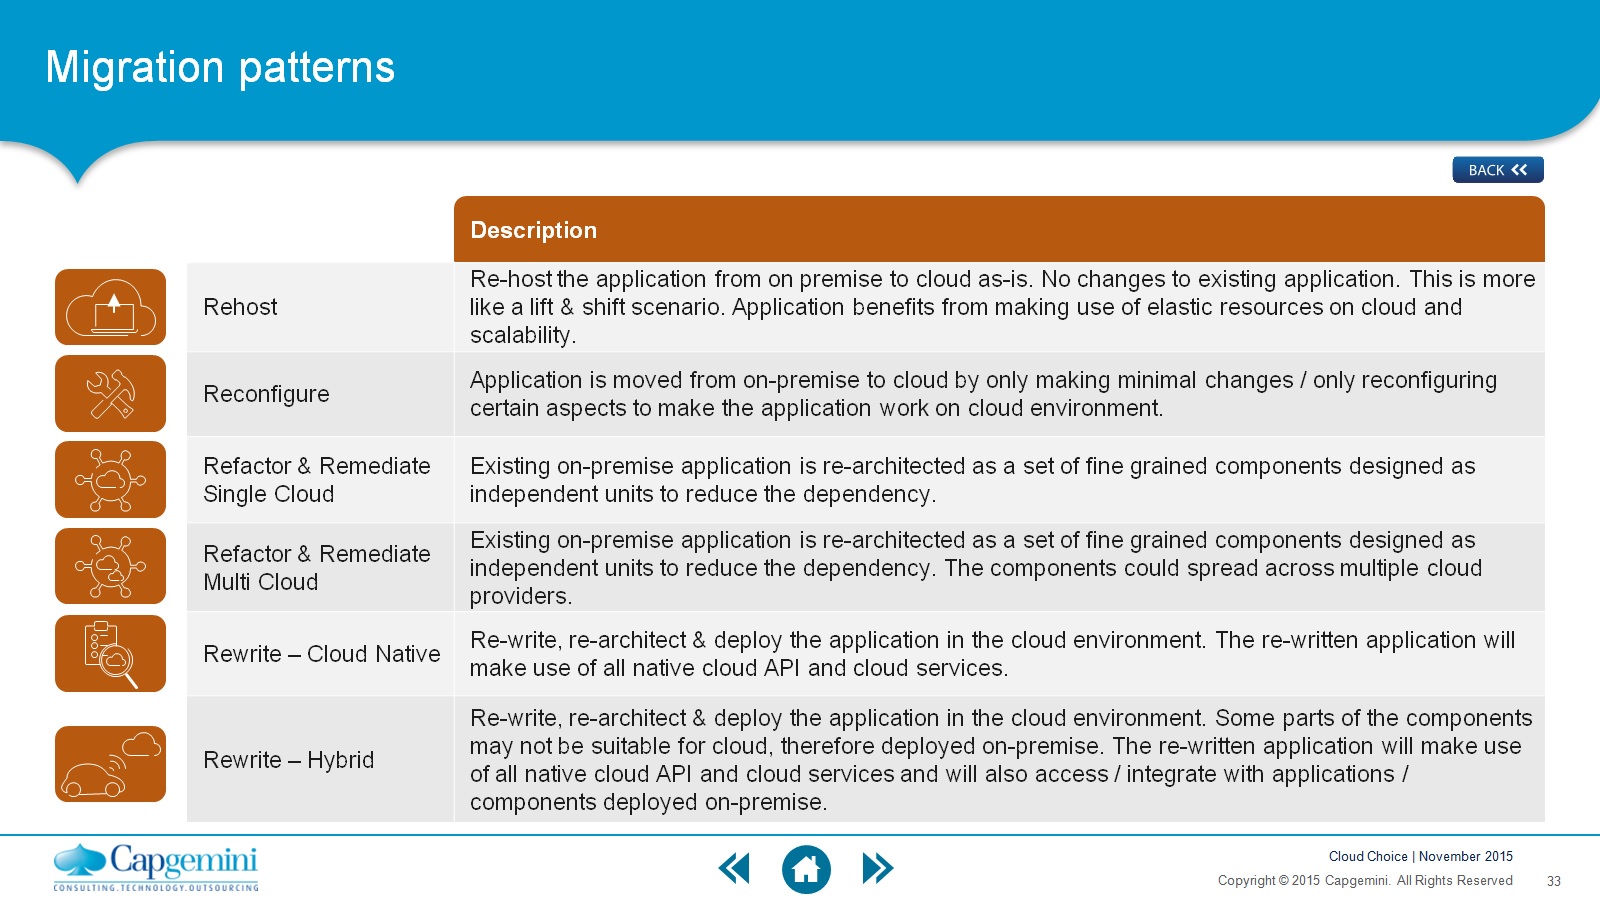 Migration patterns
BACK
Description
Rehost
Re-host the application from on premise to cloud as-is. No changes to existing application. This is more
like a lift & shift scenario. Application benefits from making use of elastic resources on cloud and
scalability.
Reconfigure
Application is moved from on-premise to cloud by only making minimal changes / only reconfiguring
certain aspects to make the application work on cloud environment.
Refactor & Remediate
Single Cloud
Existing on-premise application is re-architected as a set of fine grained components designed as
independent units to reduce the dependency.
Refactor & Remediate
Multi Cloud
Existing on-premise application is re-architected as a set of fine grained components designed as
independent units to reduce the dependency. The components could spread across multiple cloud
providers.
Rewrite – Cloud Native
Re-write, re-architect & deploy the application in the cloud environment. The re-written application will
make use of all native cloud API and cloud services.
Rewrite – Hybrid
Re-write, re-architect & deploy the application in the cloud environment. Some parts of the components
may not be suitable for cloud, therefore deployed on-premise. The re-written application will make use
of all native cloud API and cloud services and will also access / integrate with applications /
components deployed on-premise.
Capgemini
CONSULTING.TECHNOLOGY.OUTSOURCING
Cloud Choice | November 2015
Copyright © 2015 Capgemini. All Rights Reserved
33